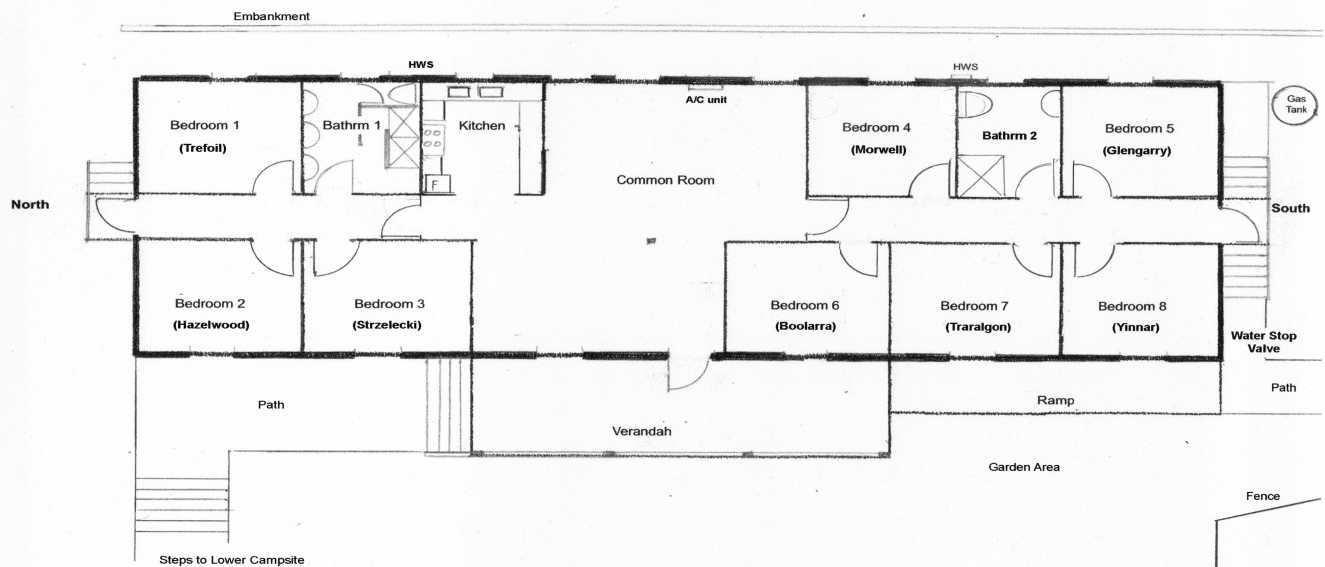 Embankment
HWS
HWS
A/C unit
Gas
Tank
Bedroom 1
(Trefoil)
Bathrm 1
Kitchen
F
Common Room
Bedroom 4
(Morwell)
Bathrm 2
Bedroom 5
(Glengarry)
North
South
Bedroom 2
(Hazelwood)
Bedroom 3
(Strzelecki)
Bedroom 6
(Boolarra)
Bedroom 7
(Traralgon)
Bedroom 8
(Yinnar)
Water Stop
Valve
Path
Path
Ramp
Verandah
Garden Area
Fence
Steps to Lower Campsite